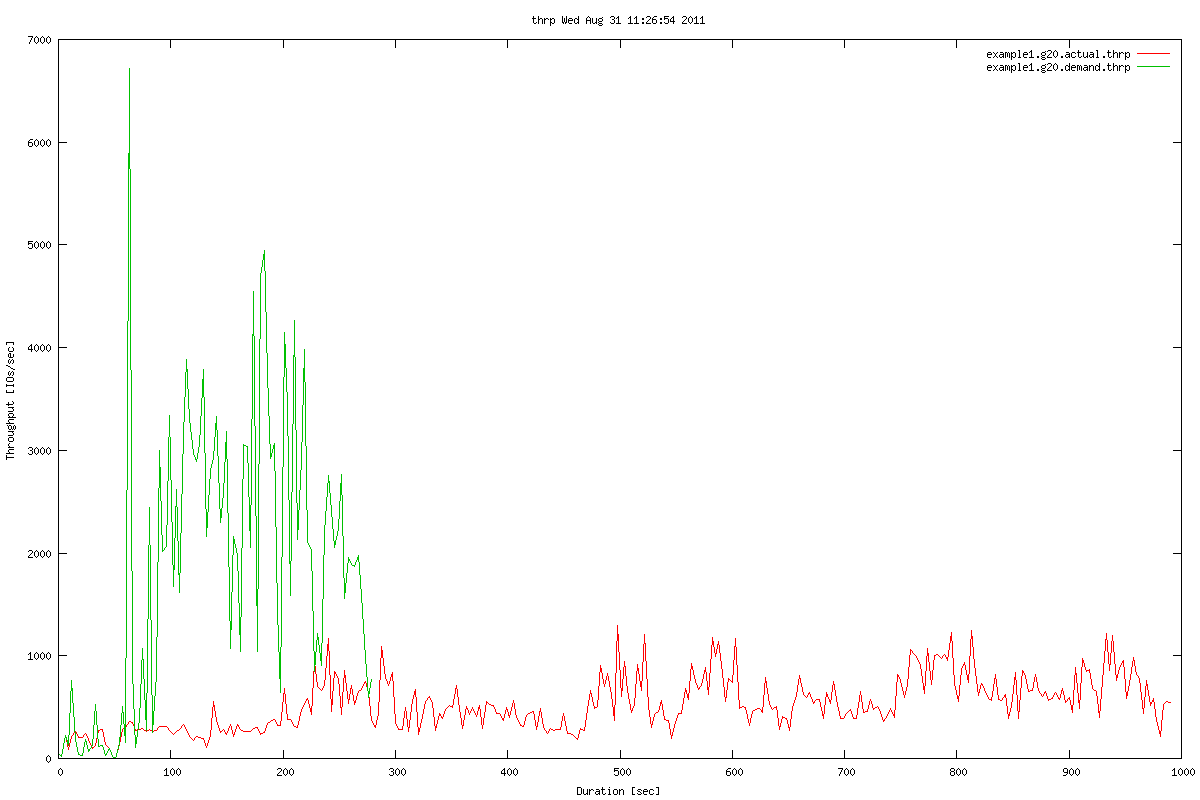 thrp Wed Aug 31 11:26:54 2011
example1.g20.actual.thrp
example1.g20.demand.thrp
7000
6000
5000
4000
3000
2000
1000
0
Throughput [IOs/sec]
0 100 200 300 400 500 600 700 800 900 1000
Duration [sec]